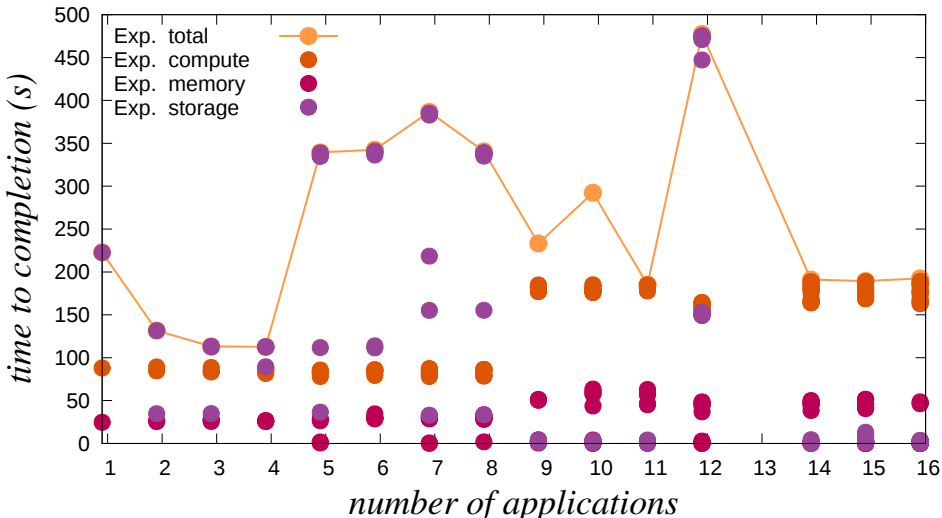 time to completion (s)
500
450
400
350
300
250
200
150
100
50
0
Exp. total
Exp. compute
Exp. memory
Exp. storage
1 2 3 4 5 6 7 8 9 10 11 12 13 14 15 16
number of applications